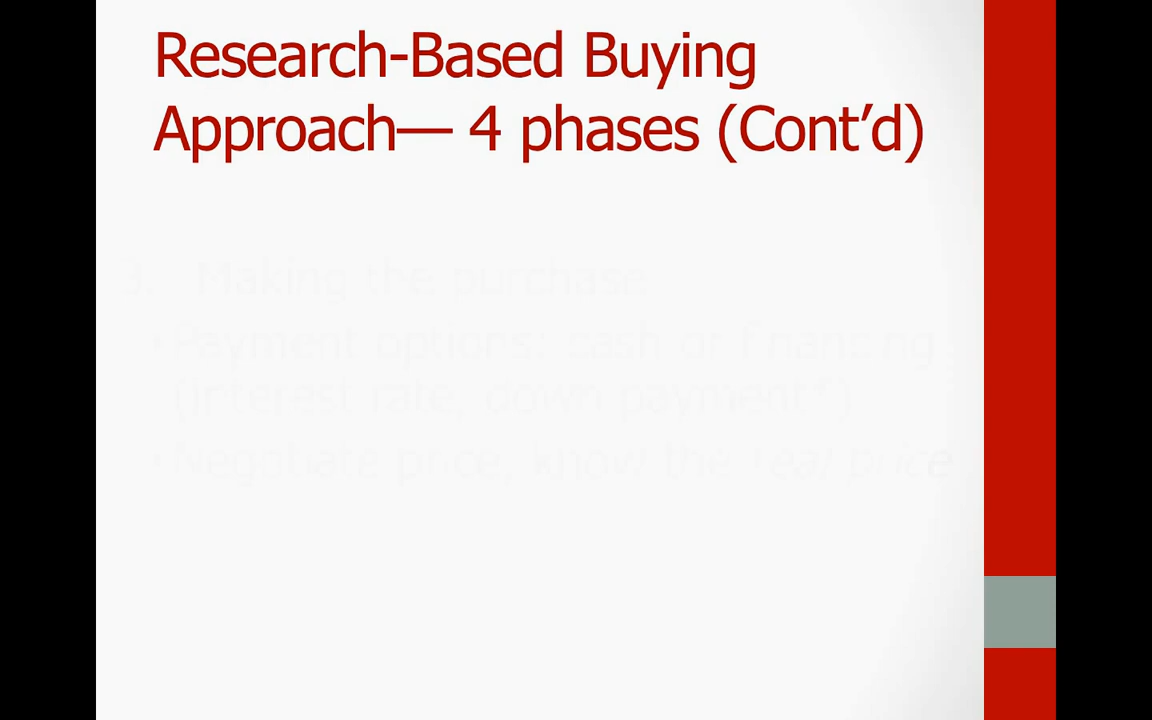 Research-Based Buying
Approach— 4 phases (Cont’d)
3. Making the purchase
• Payment options: cash or financing
(interest rate, down payment*)
• Negotiate price; know the real price